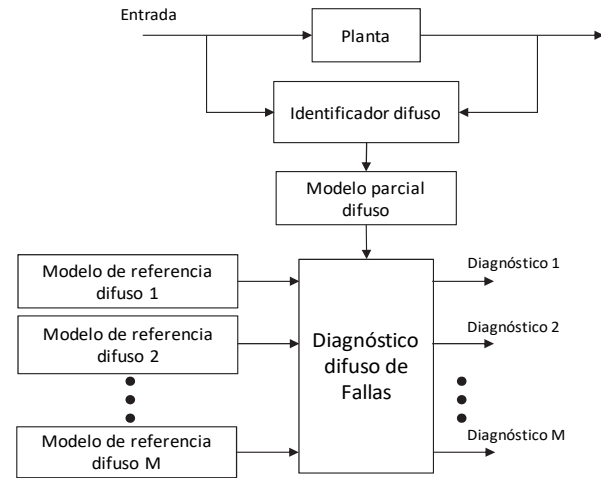 Entrada
Planta
Identificador difuso
Modelo parcial
difuso
Modelo de referencia
difuso 1
Diagnóstico 1
Modelo de referencia
difuso 2
Diagnóstico 2
Diagnóstico
difuso de
Fallas
Modelo de referencia
difuso M
Diagnóstico M